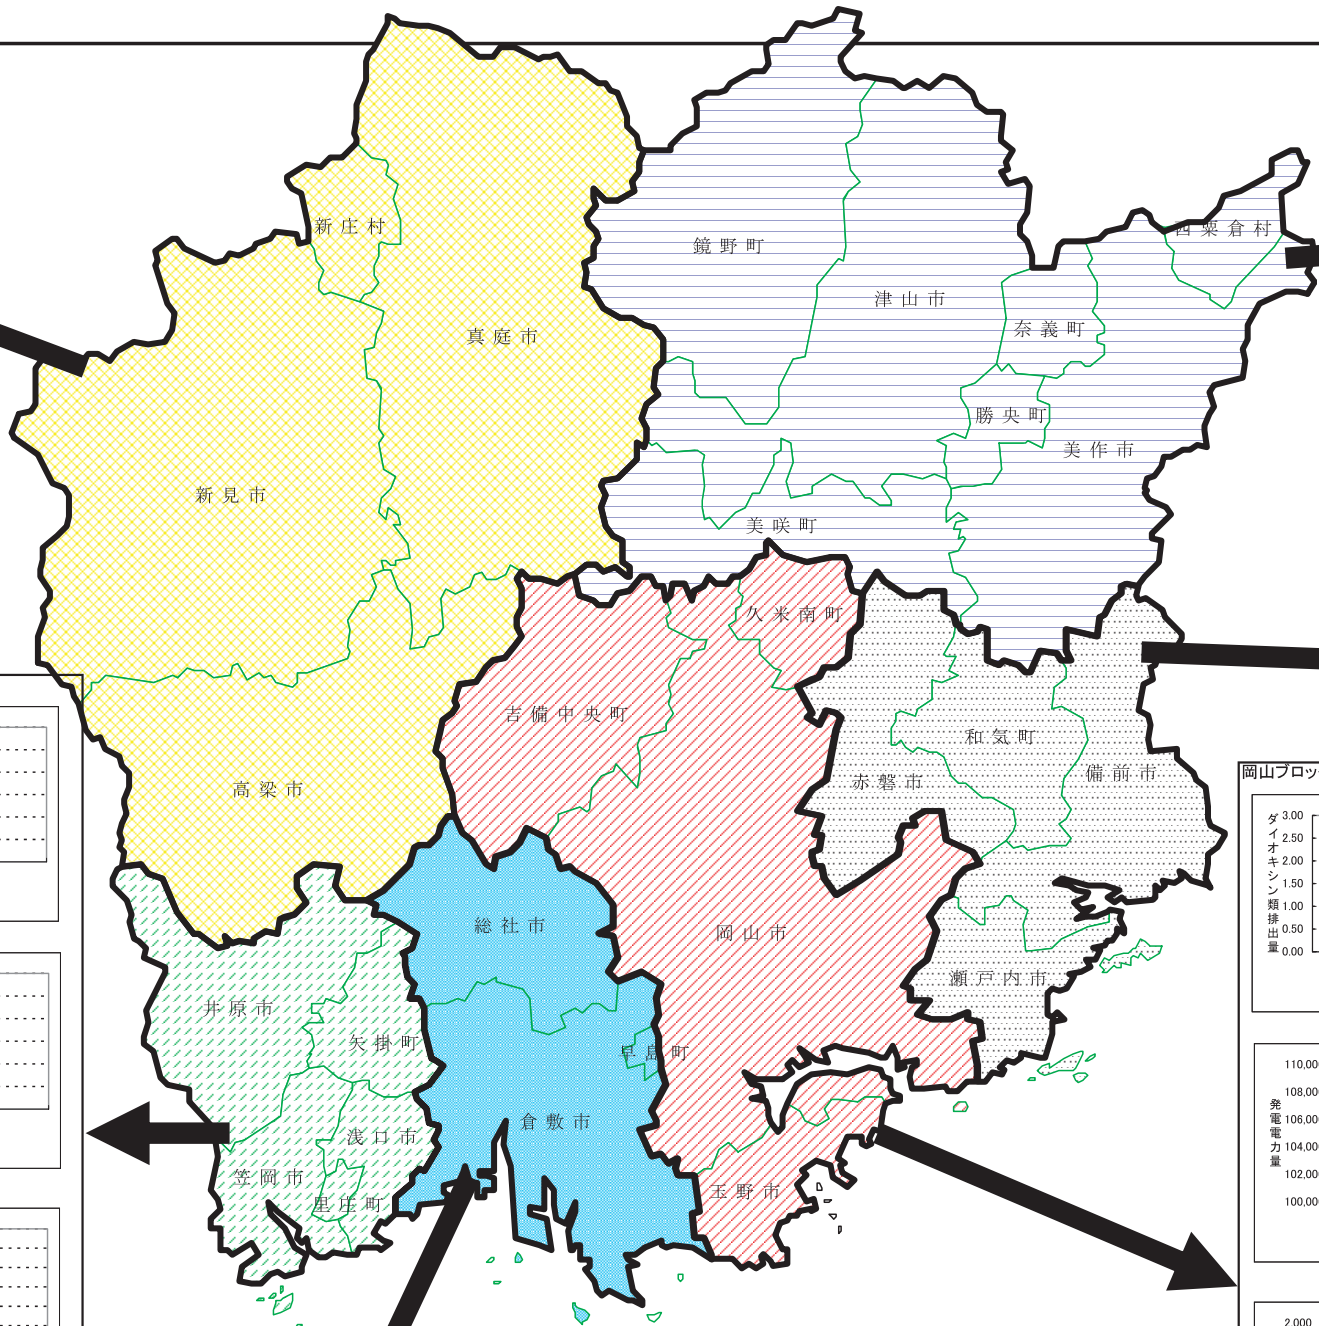 新庄村
西粟倉村
鏡野町
津山市
奈義町
真庭市
勝央町
美作市
新見市
美咲町
久米南町
吉備中央町
和気町
備前市
赤磐市
高梁市
総社市
岡山市
瀬戸内市
井原市
矢掛町
早島町
倉敷市
浅口市
笠岡市
里庄町
玉野市
岡山ブロッ
ダイオキシン類排出量
3.00
2.50
2.00
1.50
1.00
0.50
0.00
発電電力量
110,00
108,00
106,00
104,00
102,00
100,00
2,000